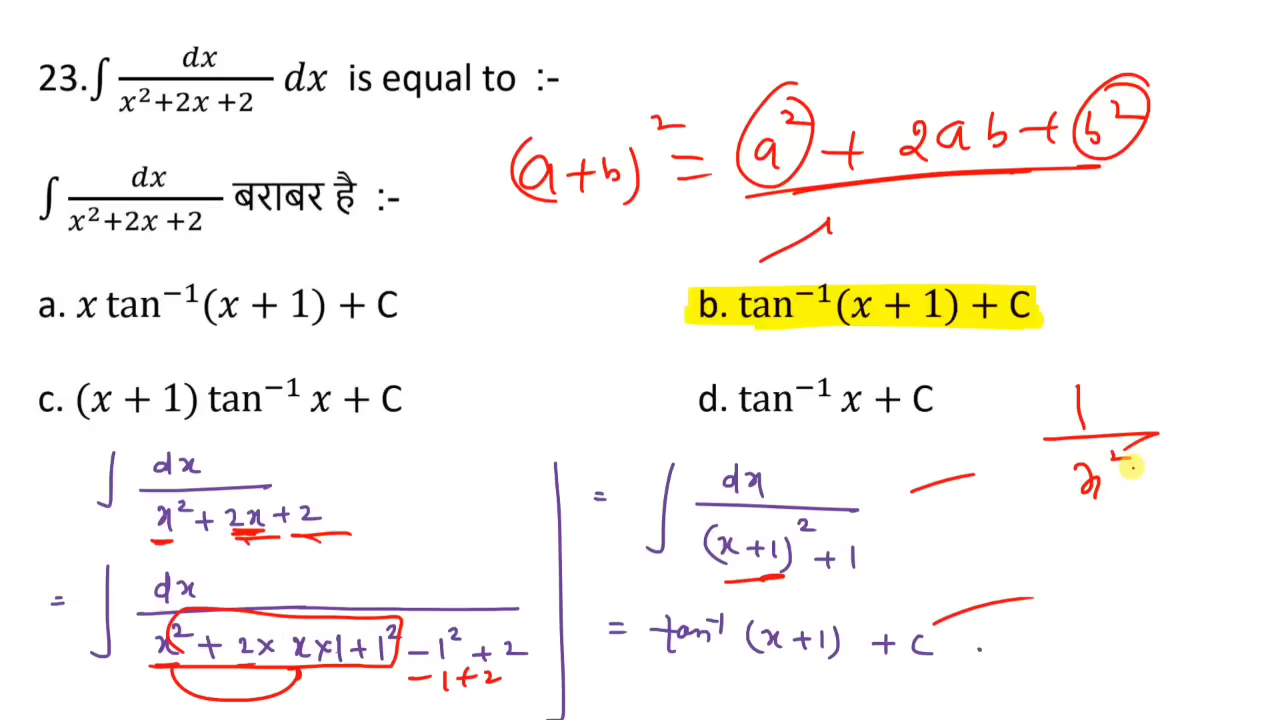 23. ∫ dx/(x²+2x+2) dx is equal to :-
(a+b)² = a² + 2ab + b²
∫ dx/(x²+2x+2) बराबर है :-
a. x tan⁻¹(x + 1) + C
b. tan⁻¹(x + 1) + C
c. (x + 1) tan⁻¹ x + C
d. tan⁻¹ x + C
1/x²
∫ dx/(x² + 2x + 2)
= ∫ dx/(x² + 2× x×1 + 1² − 1² + 2)
−1+2
= ∫ dx/((x+1)² + 1)
= tan⁻¹ (x+1) + C .